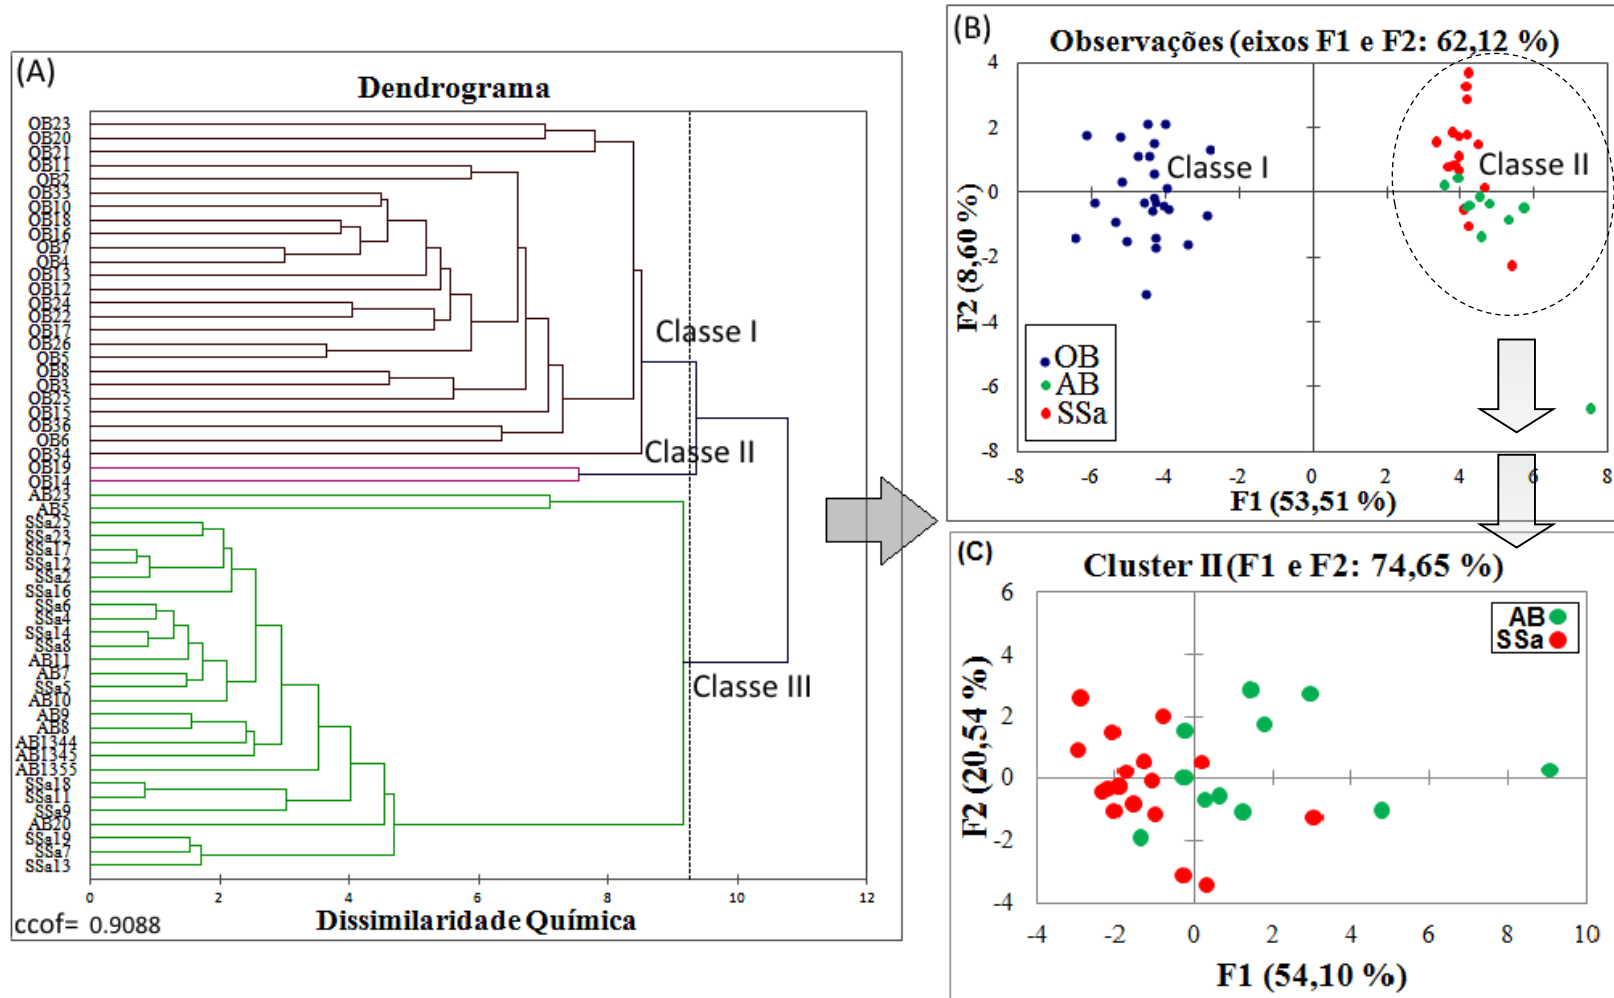 (A)
Dendrograma
OB23
OB20
OB21
OB11
OB2
OB33
OB10
OB18
OB16
OB7
OB4
OB13
OB12
OB24
OB22
OB17
OB26
OB5
OB8
OB3
OB25
OB15
OB36
OB6
OB34
OB19
OB14
AB23
AB5
SSa25
SSa23
SSa17
SSa12
SSa2
SSa16
SSa6
SSa4
SSa14
SSa8
AB11
AB7
SSa5
AB10
AB9
AB8
AB1344
AB1345
AB1355
SSa18
SSa11
SSa9
AB20
SSa19
SSa7
SSa13
Classe I
Classe II
Classe III
0 2 4 6 8 10 12
ccof= 0.9088
Dissimilaridade Química
(B)
Observações (eixos F1 e F2: 62,12 %)
4
2
0
-2
-4
-6
-8
F2 (8,60 %)
Classe I
Classe II
OB
AB
SSa
-8 -6 -4 -2 0 2 4 6 8
F1 (53,51 %)
(C)
Cluster II(F1 e F2: 74,65 %)
6
4
2
0
-2
-4
F2 (20,54 %)
AB
SSa
-4 -2 0 2 4 6 8 10
F1 (54,10 %)